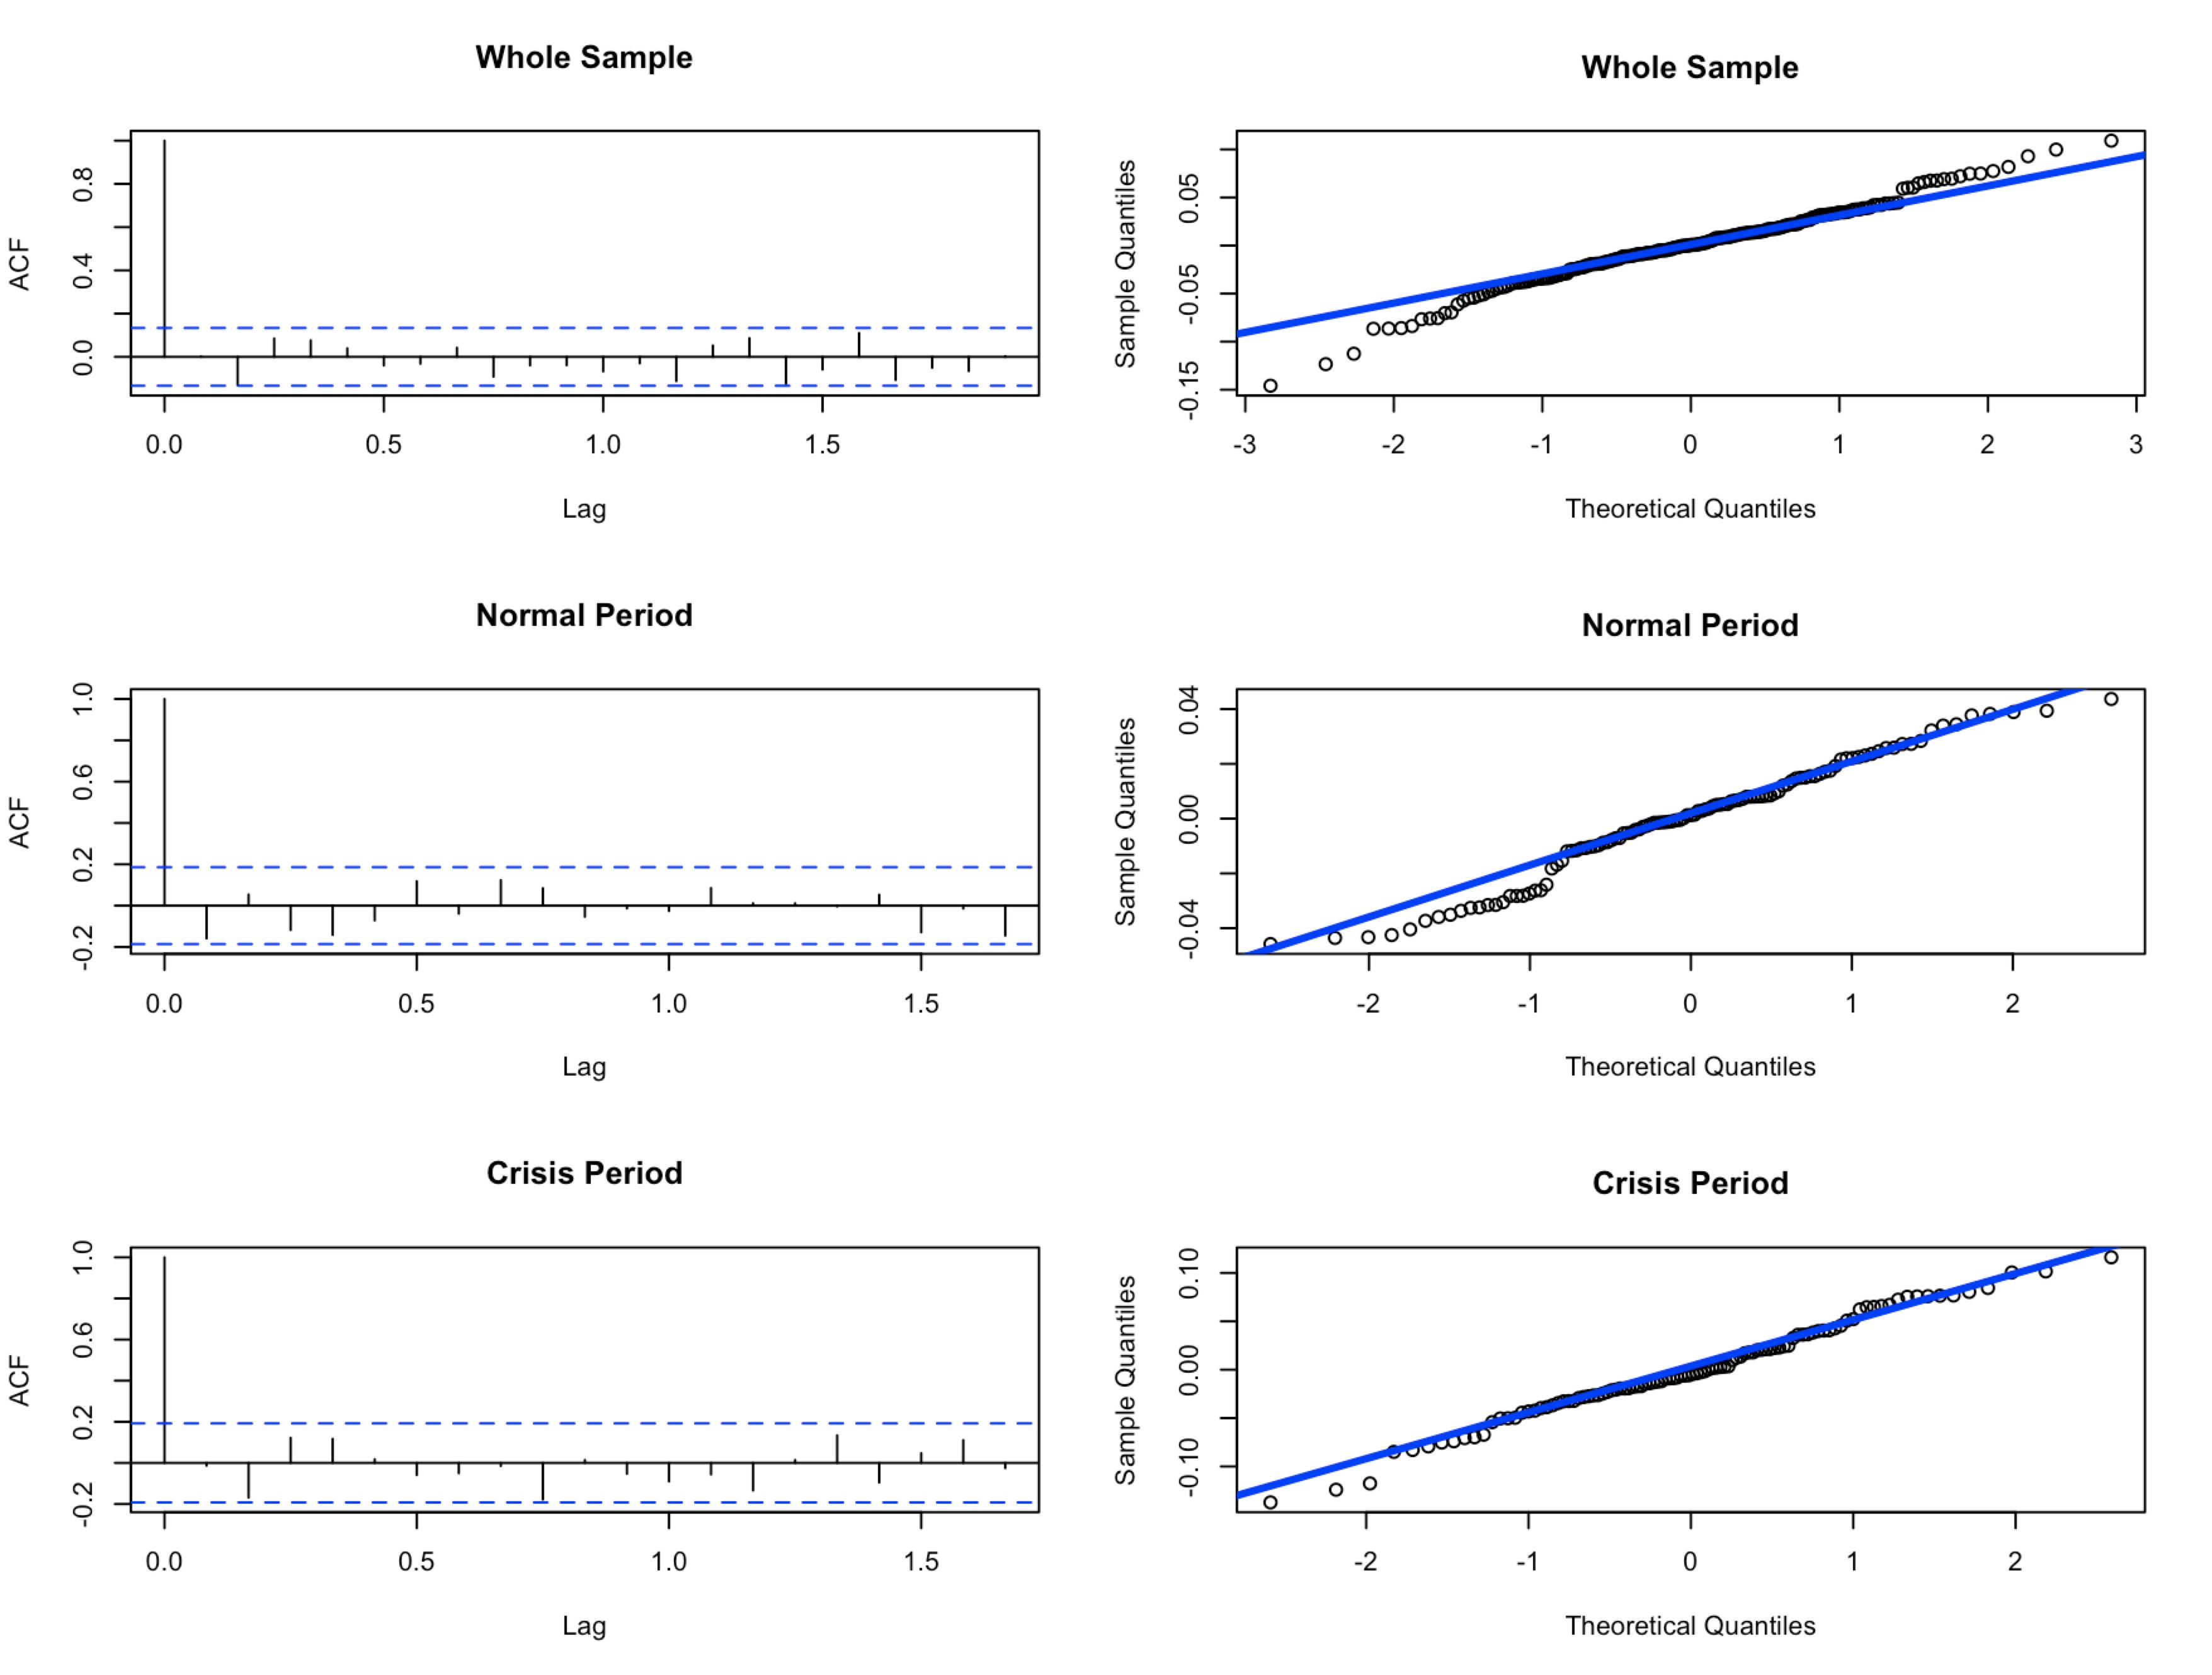 Whole Sample
ACF
0.0 0.4 0.8
0.0 0.5 1.0 1.5
Lag
Whole Sample
Sample Quantiles
-0.15 -0.05 0.05
-3 -2 -1 0 1 2 3
Theoretical Quantiles
Normal Period
ACF
-0.2 0.2 0.6 1.0
0.0 0.5 1.0 1.5
Lag
Normal Period
Sample Quantiles
-0.04 0.00 0.04
-2 -1 0 1 2
Theoretical Quantiles
Crisis Period
ACF
-0.2 0.2 0.6 1.0
0.0 0.5 1.0 1.5
Lag
Crisis Period
Sample Quantiles
-0.10 0.00 0.10
-2 -1 0 1 2
Theoretical Quantiles